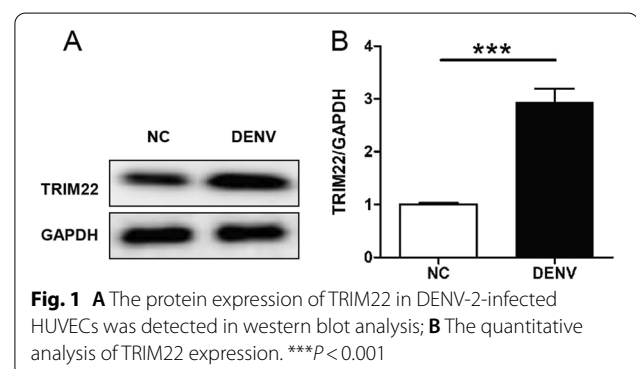 A
NC DENV
TRIM22
GAPDH
B
***
TRIM22/GAPDH
4
3
2
1
0
NC DENV
Fig. 1 A The protein expression of TRIM22 in DENV-2-infected
HUVECs was detected in western blot analysis; B The quantitative
analysis of TRIM22 expression. ***P < 0.001